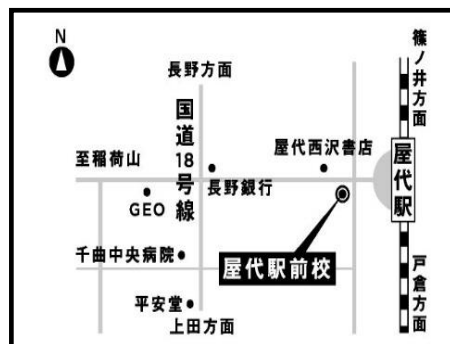 N
長野方面
篠ノ井方面
国道18号線
屋代西沢書店
至稲荷山
屋代駅
長野銀行
GEO
千曲中央病院
屋代駅前校
戸倉方面
平安堂
上田方面